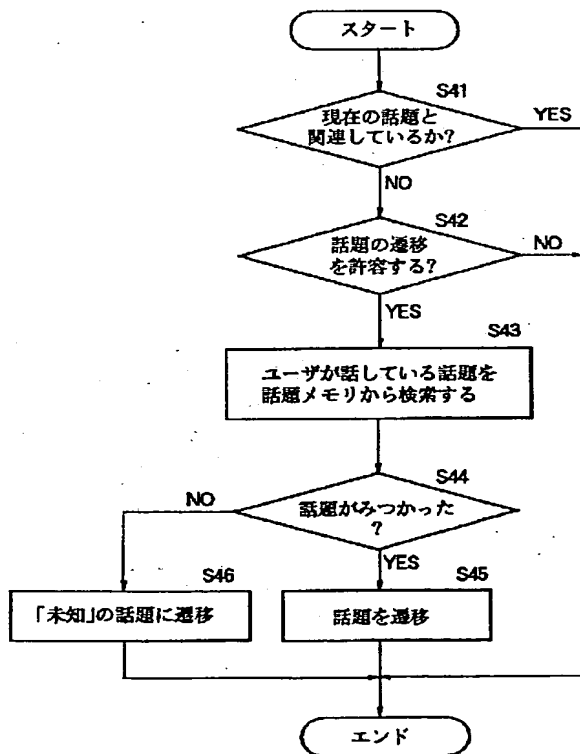 スタート
S41
現在の話題と
関連しているか?
YES
NO
S42
話題の遷移
を許容する?
NO
YES
S43
ユーザが話している話題を
話題メモリから検索する
S44
NO
話題がみつかった
?
YES
S46
S45
「未知」の話題に遷移
話題を遷移
エンド